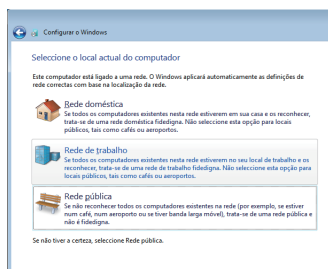 Configurar o Windows
Seleccione o local actual do computador
Este computador está ligado a uma rede. O Windows aplicará automaticamente as definições de
rede correctas com base na localização da rede.
Rede doméstica
Se todos os computadores existentes nesta rede estiverem em sua casa e os reconhecer,
trata-se de uma rede doméstica fidedigna. Não seleccione esta opção para locais
públicos, tais como cafés ou aeroportos.
Rede de trabalho
Se todos os computadores existentes nesta rede estiverem no seu local de trabalho e os
reconhecer, trata-se de uma rede de trabalho fidedigna. Não seleccione esta opção para
locais públicos, tais como cafés ou aeroportos.
Rede pública
Se não reconhecer todos os computadores existentes na rede (por exemplo, se estiver
num café, num aeroporto ou se tiver banda larga móvel), trata-se de uma rede pública e
não é fidedigna.
Se não tiver a certeza, seleccione Rede pública.